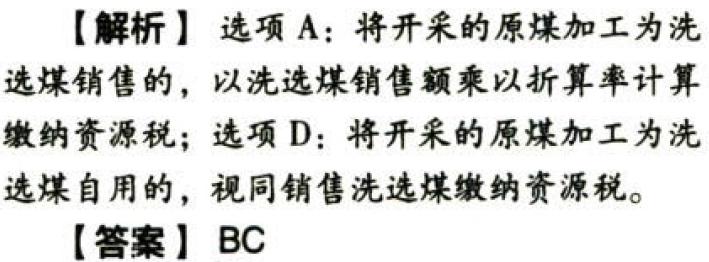 【解析】 选项 A：将开采的原煤加工为洗
选煤销售的，以洗选煤销售额乘以折算率计算
缴纳资源税；选项 D：将开采的原煤加工为洗
选煤自用的，视同销售洗选煤缴纳资源税。
【答案】 BC